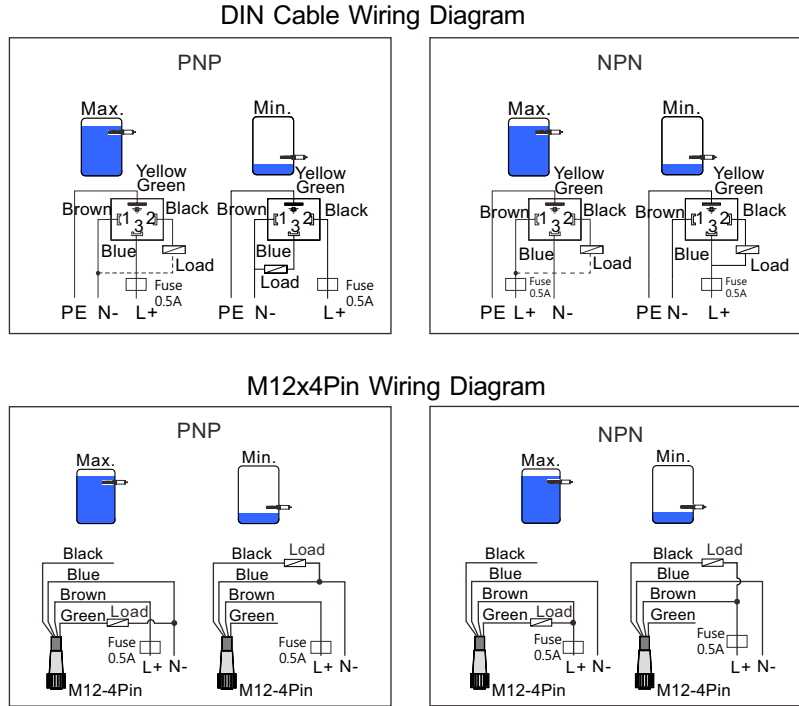 DIN Cable Wiring Diagram
PNP
Max.
Min.
Yellow
Green
Yellow
Green
Brown
1
3
2
Black
Brown
1
3
2
Black
Blue
Load
Blue
Load
Fuse
0.5A
Fuse
0.5A
PE N- L+
PE N- L+
NPN
Max.
Min.
Yellow
Green
Yellow
Green
Brown
1
3
2
Black
Brown
1
3
2
Black
Blue
Load
Blue
Load
Fuse
0.5A
Fuse
0.5A
PE L+ N-
PE N- L+
M12x4Pin Wiring Diagram
PNP
Max.
Min.
Black
Blue
Brown
Green Load
Fuse
0.5A
L+ N-
M12-4Pin
Black Load
Blue
Brown
Green
Fuse
0.5A
L+ N-
M12-4Pin
NPN
Max.
Min.
Black
Blue
Brown
Green Load
Fuse
0.5A
L+ N-
M12-4Pin
Black Load
Blue
Brown
Green
Fuse
0.5A
L+ N-
M12-4Pin